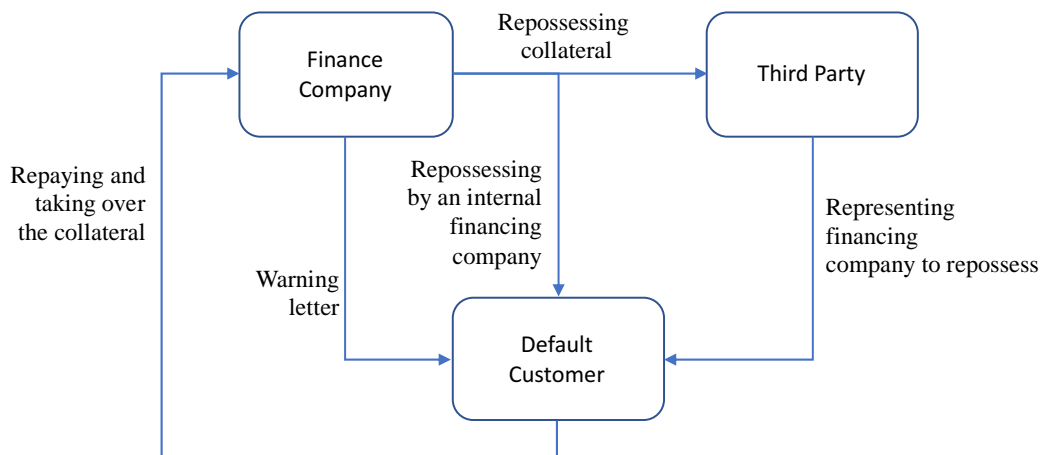 Repossessing
collateral
Finance
Company
Third Party
Repaying and
taking over
the collateral
Repossessing
by an internal
financing
company
Representing
financing
company to repossess
Warning
letter
Default
Customer